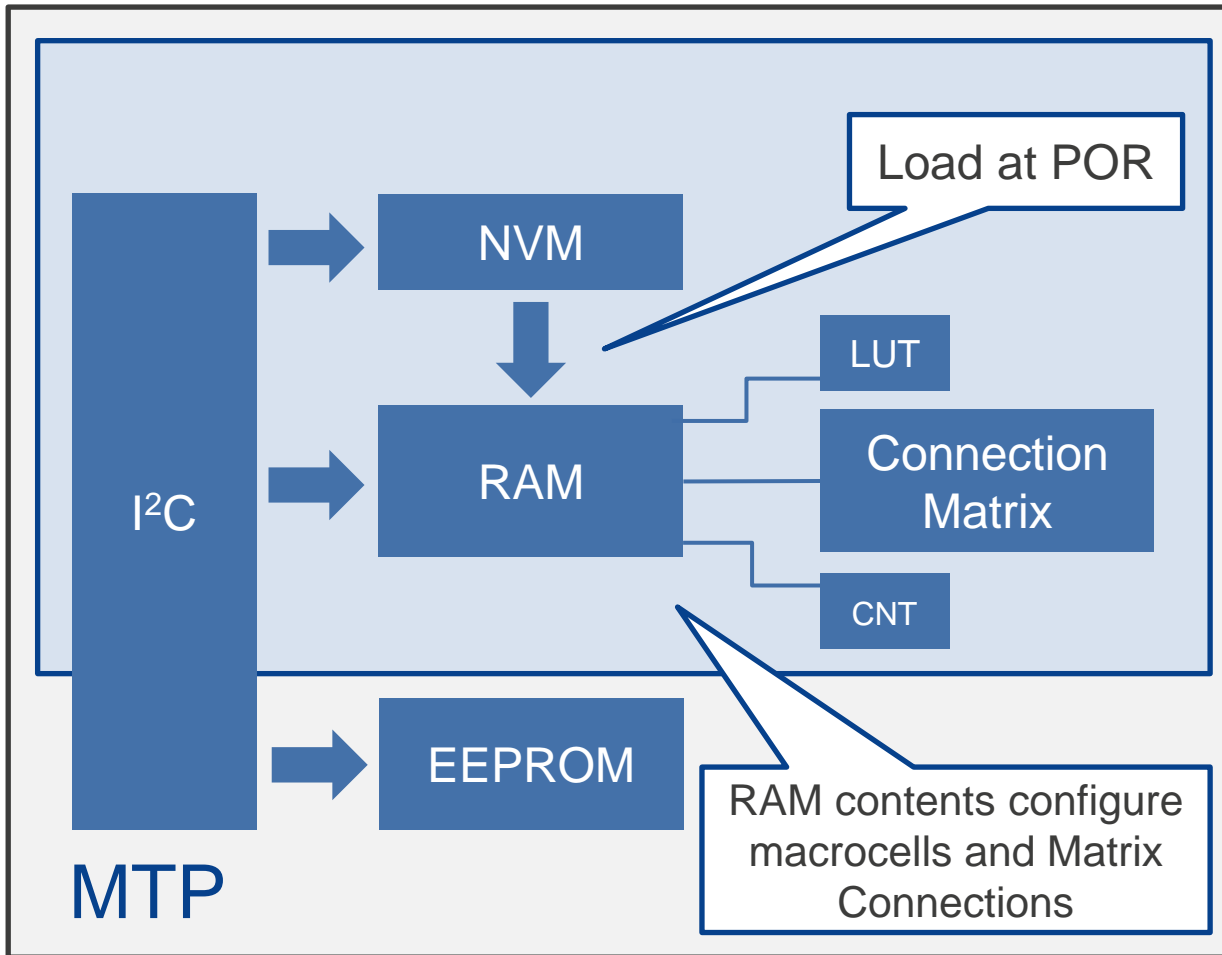 Load at POR
NVM
LUT
I²C
RAM
Connection
Matrix
CNT
EEPROM
RAM contents configure
macrocells and Matrix
Connections
MTP